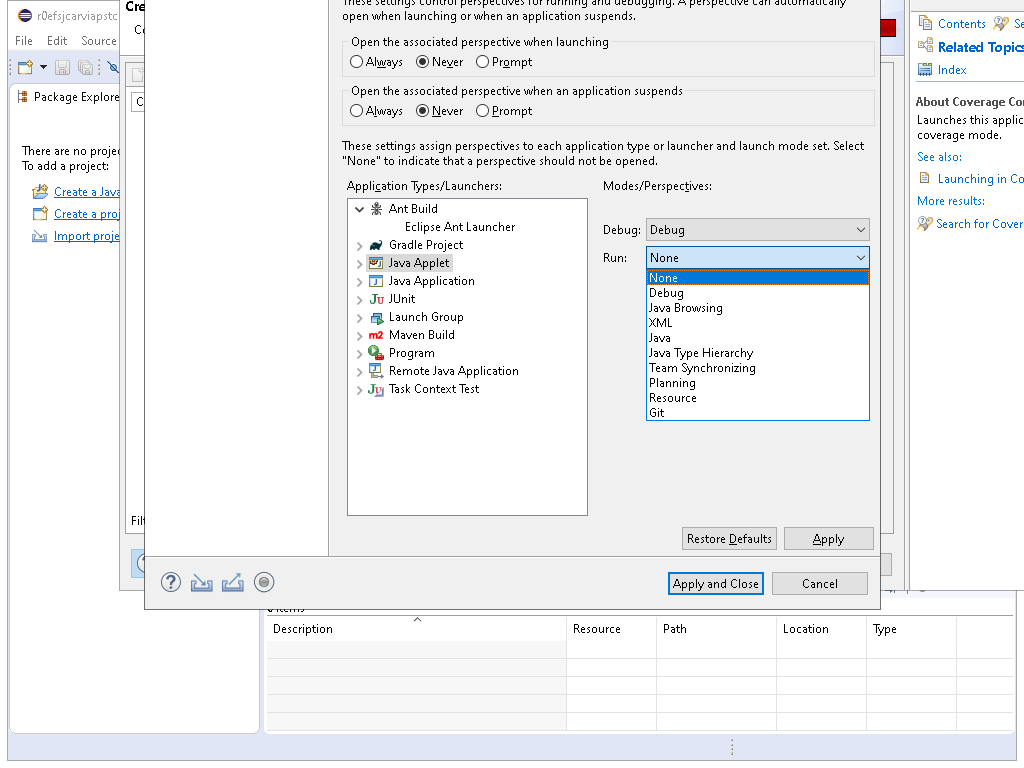 These settings control perspectives for running and debugging. A perspective can automatically
open when launching or when an application suspends.
Open the associated perspective when launching
Always
Never
Prompt
Open the associated perspective when an application suspends
Always
Never
Prompt
These settings assign perspectives to each application type or launcher and launch mode set. Select
"None" to indicate that a perspective should not be opened.
Application Types/Launchers:
Ant Build
Eclipse Ant Launcher
Gradle Project
Java Applet
Java Application
JUnit
Launch Group
m2 Maven Build
Program
Remote Java Application
Task Context Test
Modes/Perspectives:
Debug: Debug
Run: None
None
Debug
Java Browsing
XML
Java
Java Type Hierarchy
Team Synchronizing
Planning
Resource
Git
Restore Defaults
Apply
Apply and Close
Cancel
r0efsjcarviapstc
Cre
File Edit Source
Package Explore
There are no proje
To add a project:
Create a Java
Create a proj
Import proje
Filt
Contents
Se
Related Topics
Index
About Coverage Co
Launches this applic
coverage mode.
See also:
Launching in Co
More results:
Search for Cover
items
Description
Resource
Path
Location
Type